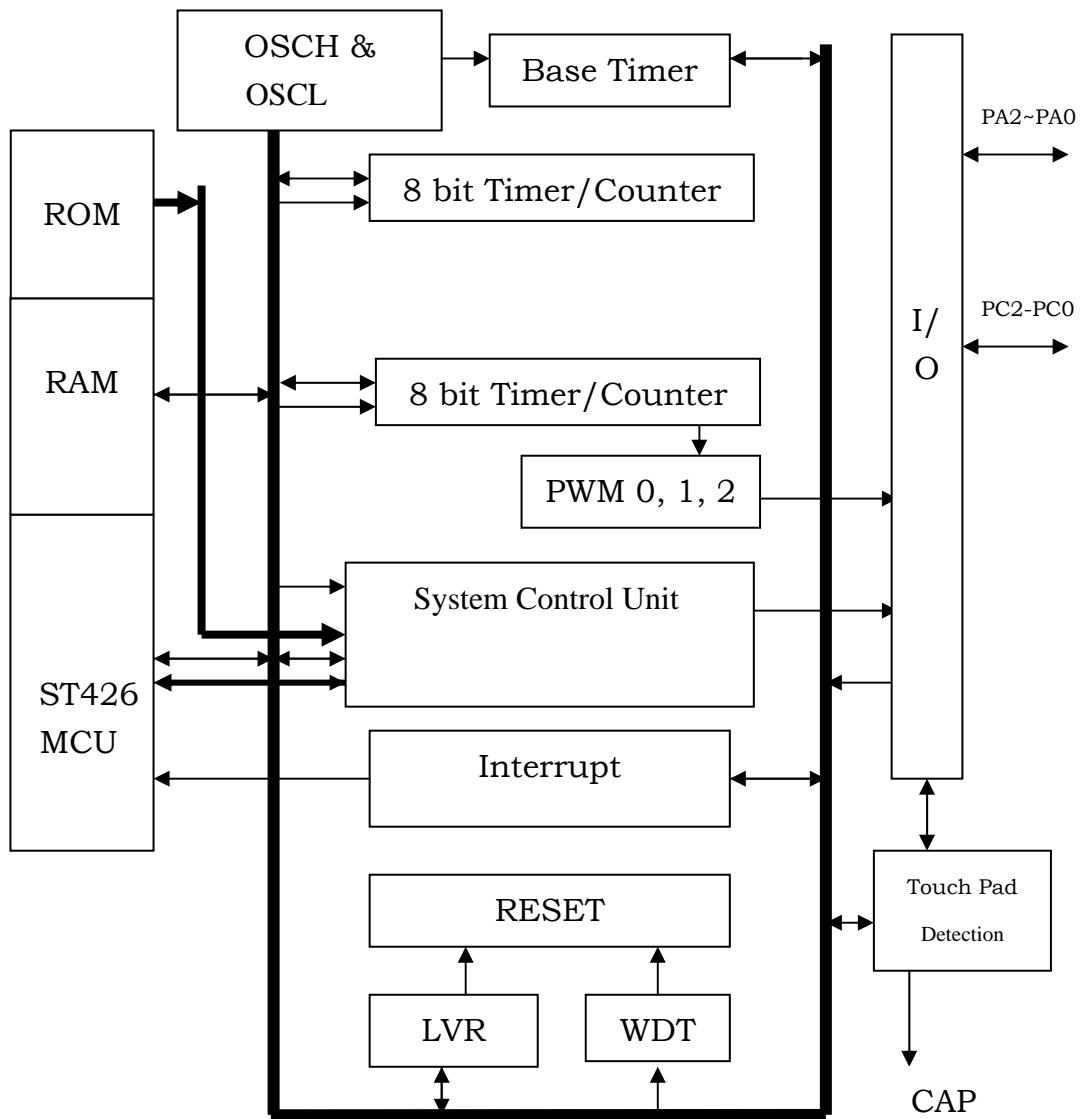 OSCH &
OSCL
Base Timer
PA2~PA0
ROM
8 bit Timer/Counter
PC2-PC0
I/
O
RAM
8 bit Timer/Counter
PWM 0, 1, 2
System Control Unit
ST426
MCU
Interrupt
Touch Pad
Detection
RESET
LVR
WDT
CAP